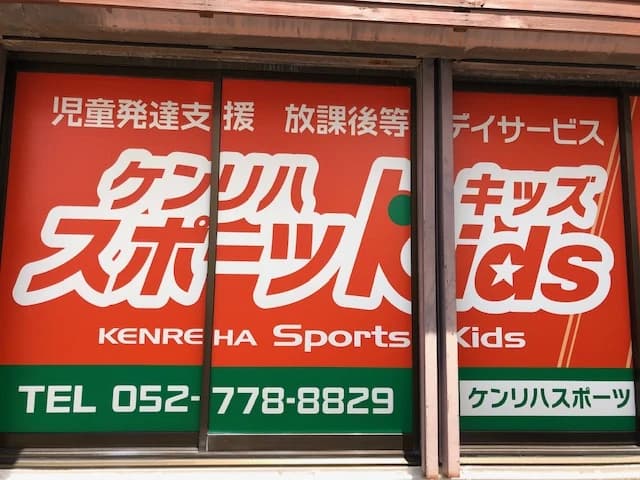 児童発達支援 放課後等デイサービス
ケンリハ キッズ
スポーツKids
KENREHA Sports Kids
TEL 052-778-8829
ケンリハスポーツ